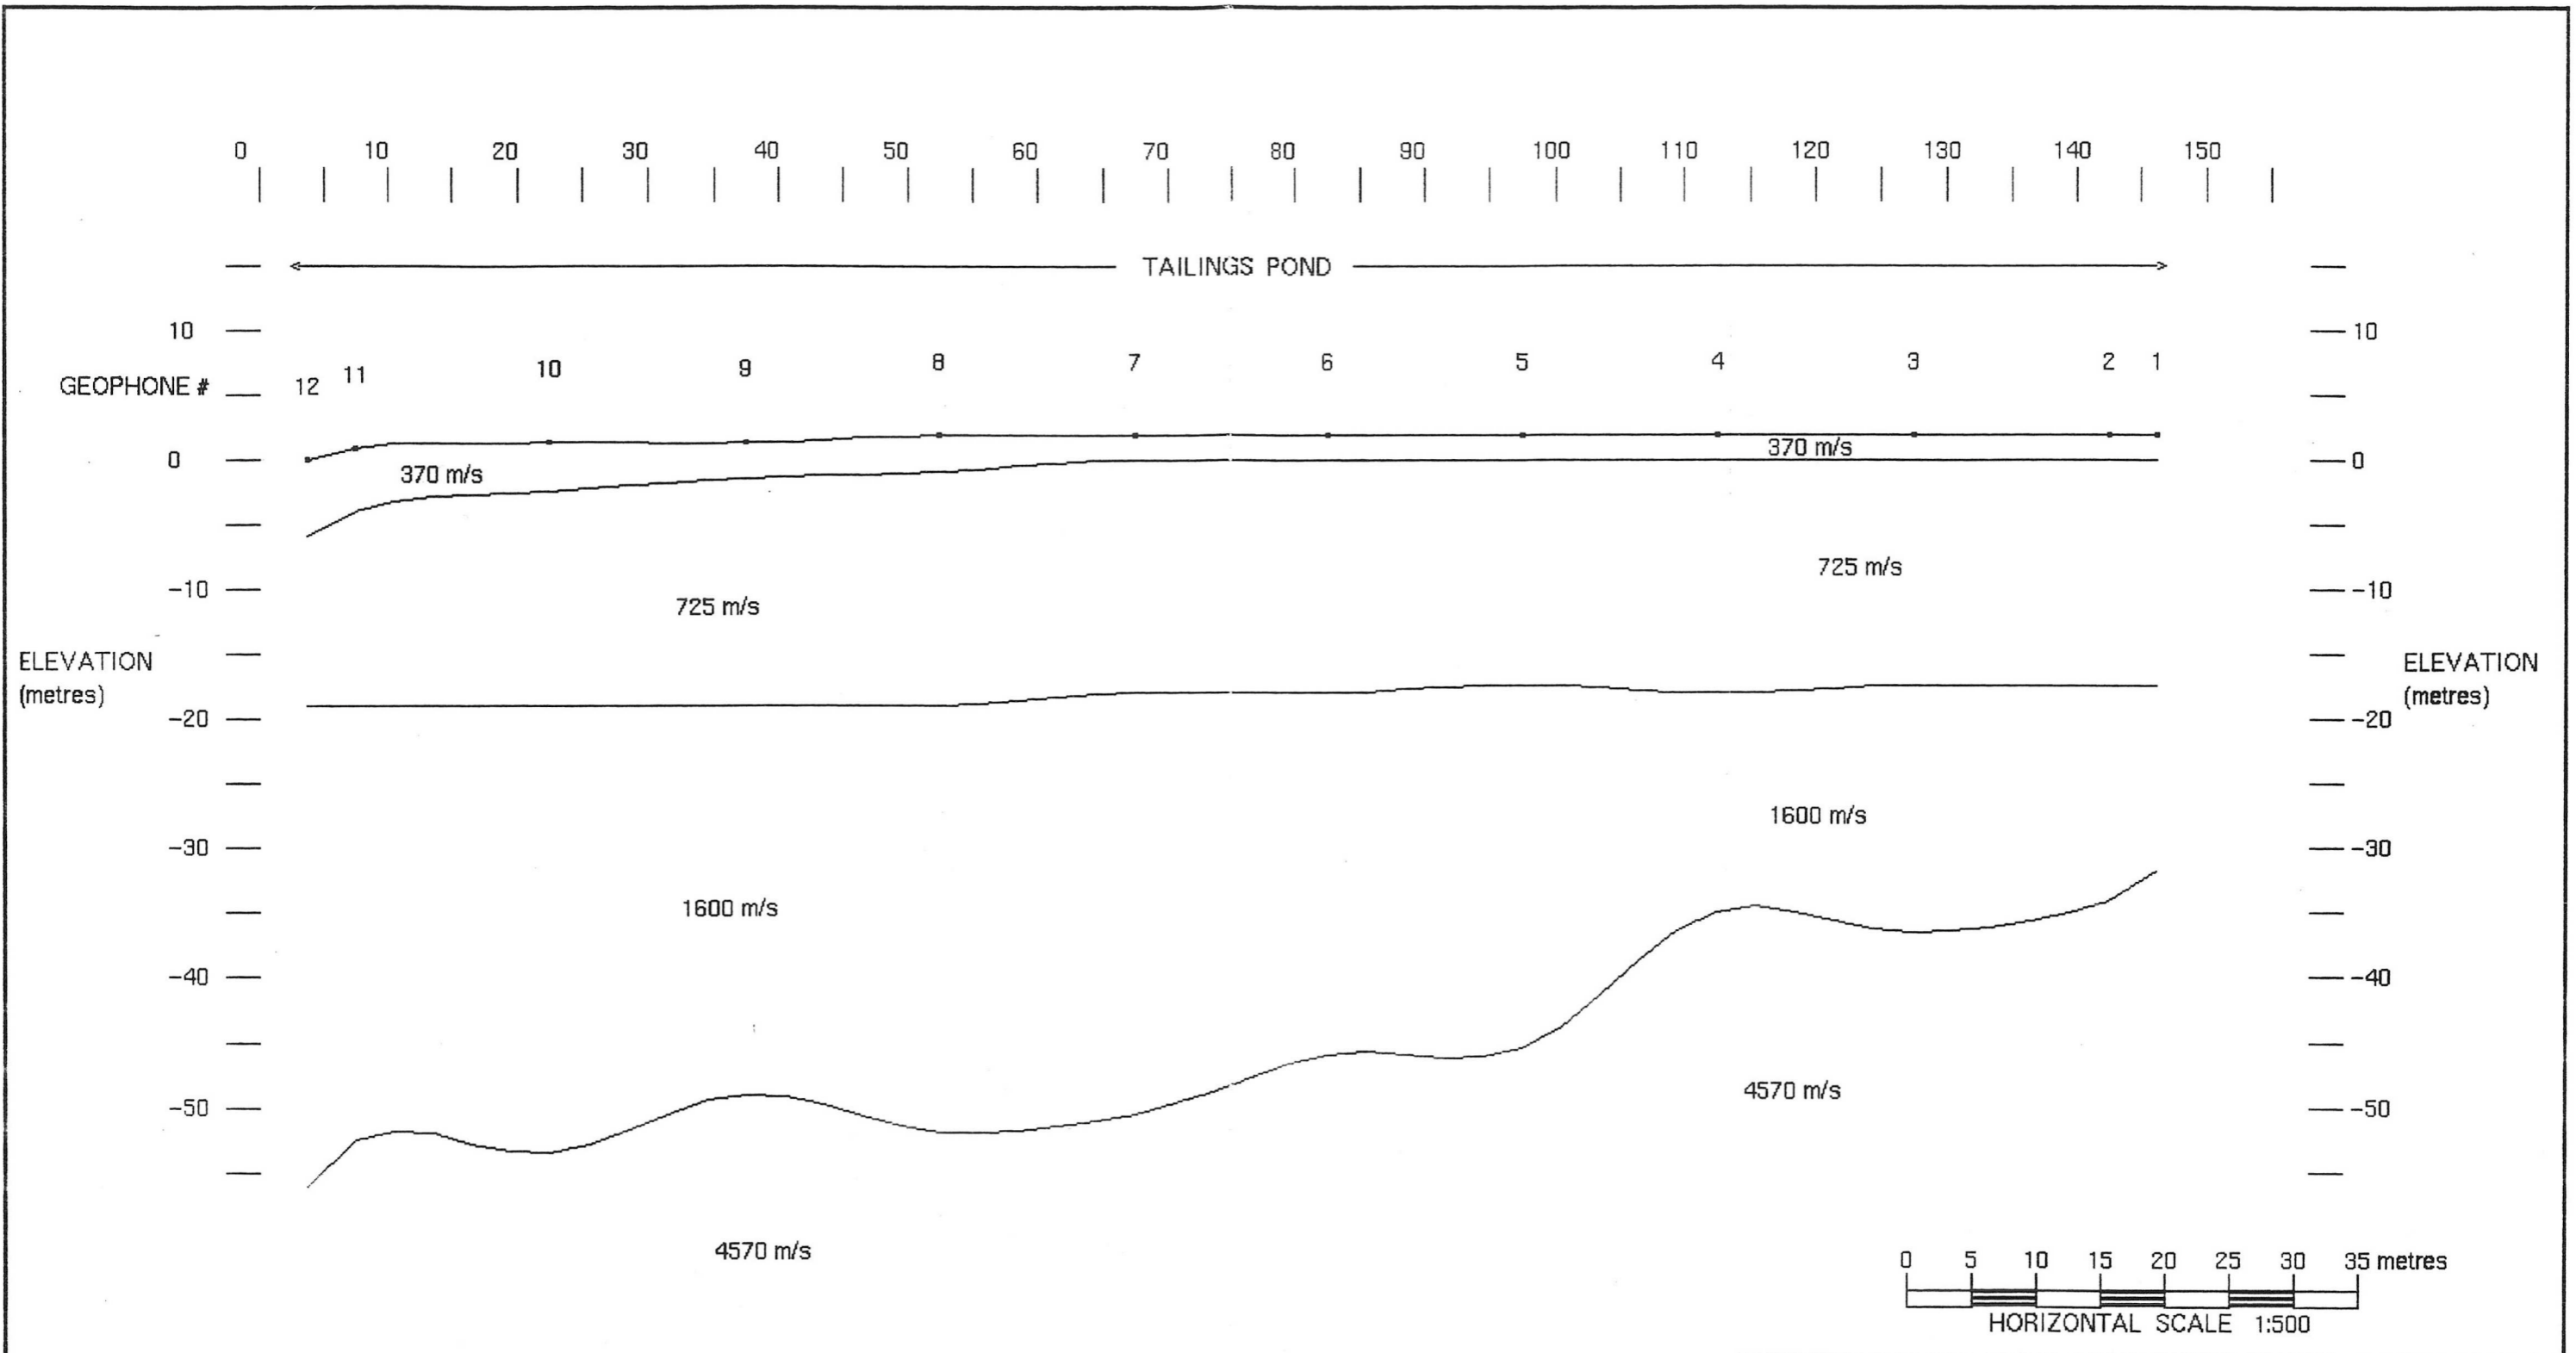 0 10 20 30 40 50 60 70 80 90 100 110 120 130 140 150
TAILINGS POND
10 10
GEOPHONE # 12 11 10 9 8 7 6 5 4 3 2 1
0 370 m/s 370 m/s 0
725 m/s
-10 -10
725 m/s
ELEVATION ELEVATION
(metres) (metres)
-20 -20
1600 m/s
-30 -30
1600 m/s
-40 -40
4570 m/s
-50 -50
4570 m/s
0 5 10 15 20 25 30 35 metres
HORIZONTAL SCALE 1:500